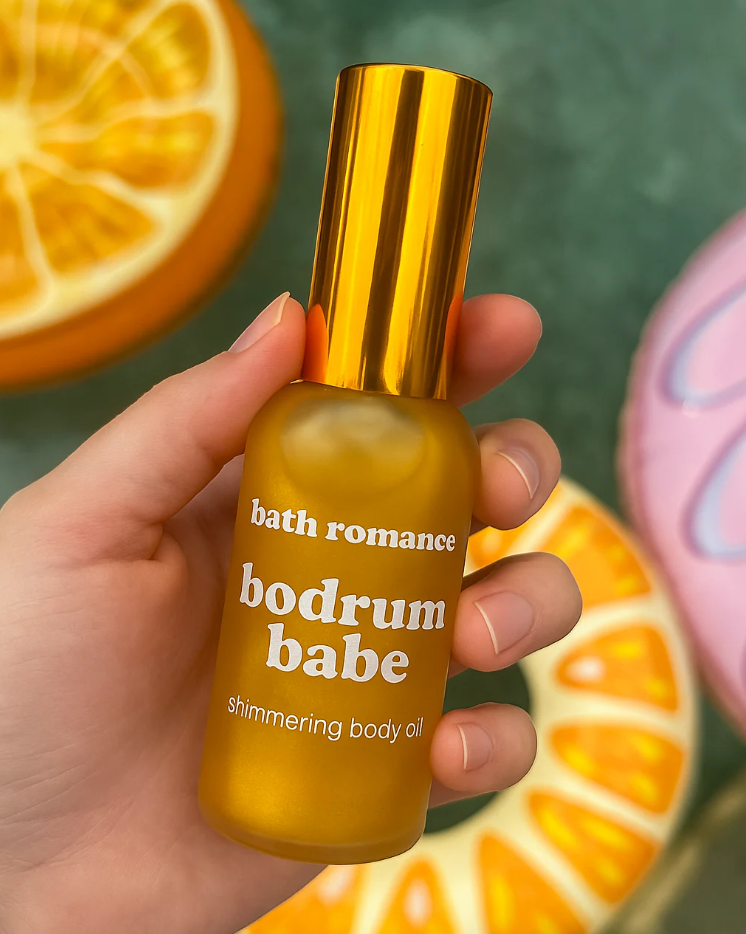 bath romance
bodrum
babe
shimmering body oil